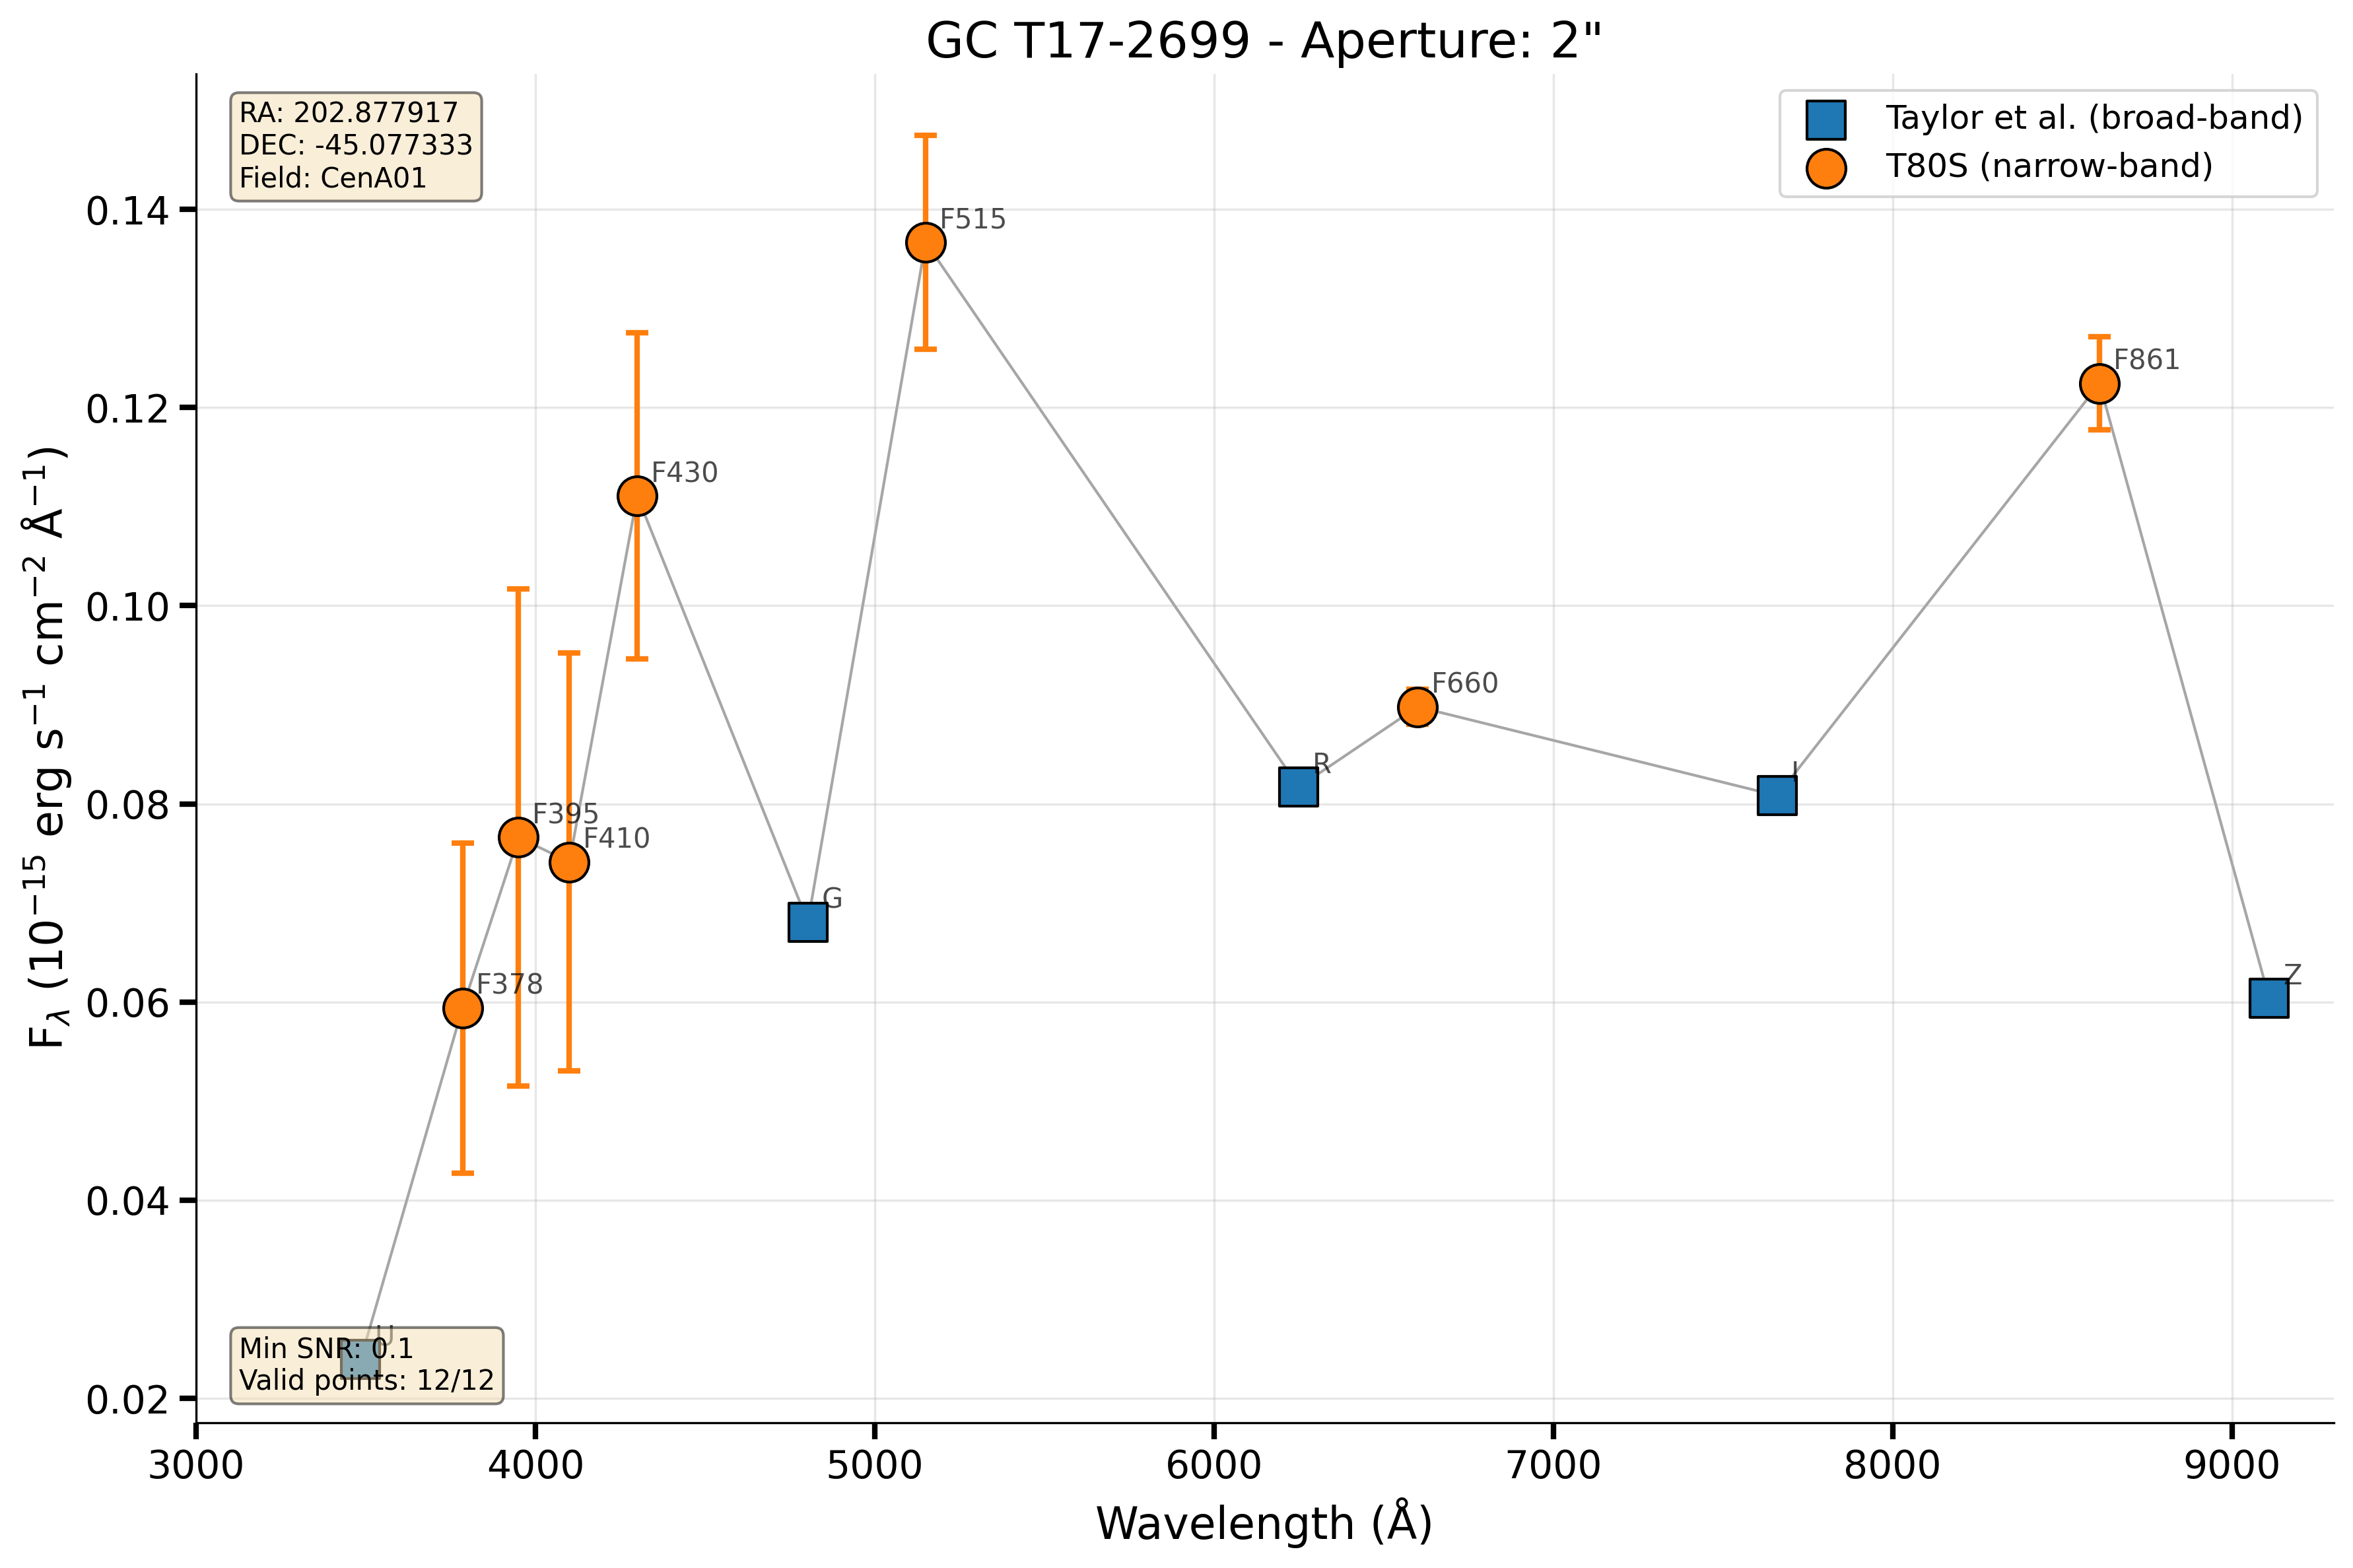 GC T17-2699 - Aperture: 2"
RA: 202.877917
DEC: -45.077333
Field: CenA01
Taylor et al. (broad-band)
T80S (narrow-band)
F515
F861
F430
F660
R
I
F395
F410
G
F378
Z
U
Min SNR: 0.1
Valid points: 12/12
0.14
0.12
0.10
0.08
0.06
0.04
0.02
3000 4000 5000 6000 7000 8000 9000
Wavelength (Å)
F_λ (10⁻¹⁵ erg s⁻¹ cm⁻² Å⁻¹)